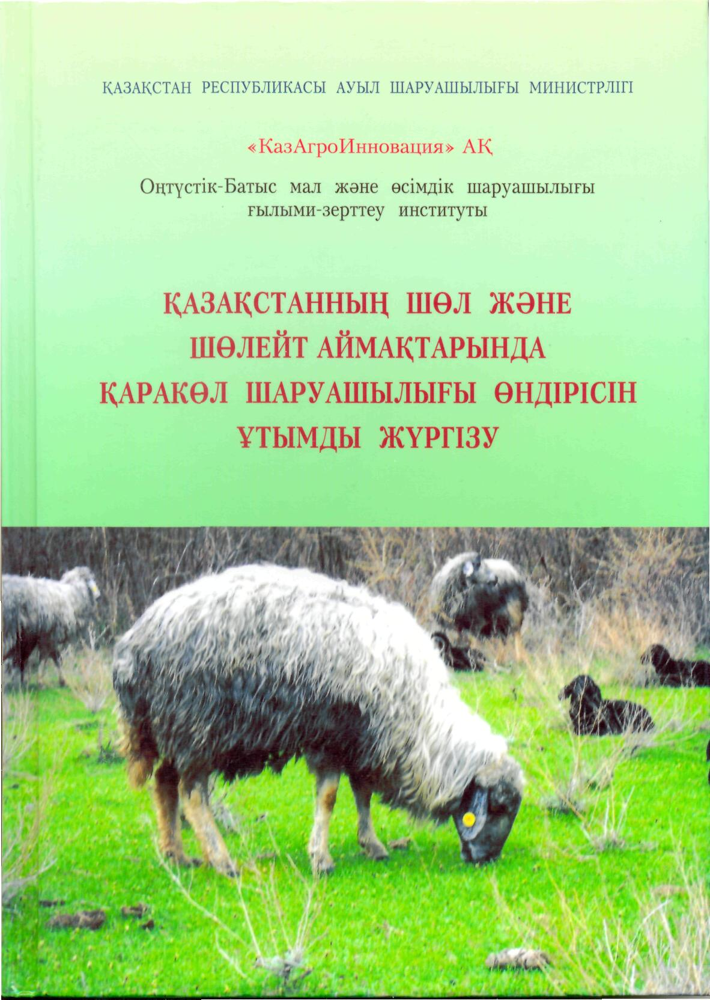 ҚАЗАҚСТАН РЕСПУБЛИКАСЫ АУЫЛ ШАРУАШЫЛЫҒЫ МИНИСТРЛІГІ
«КазАгроИнновация» АҚ
Оңтүстік-Батыс мал және өсімдік шаруашылығы
ғылыми-зерттеу институты
ҚАЗАҚСТАННЫҢ ШӨЛ ЖӘНЕ
ШӨЛЕЙТ АЙМАҚТАРЫНДА
ҚАРАКӨЛ ШАРУАШЫЛЫҒЫ ӨНДІРІСІН
ҰТЫМДЫ ЖҮРГІЗУ